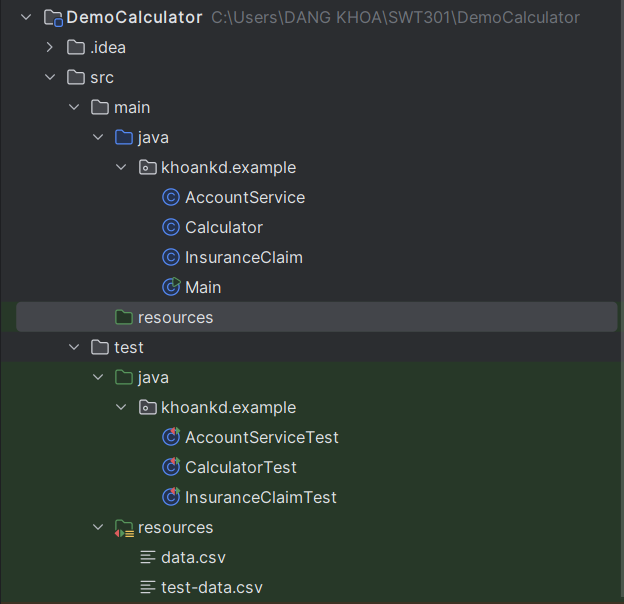 DemoCalculator C:\Users\DANG KHOA\SWT301\DemoCalculator
.idea
src
main
java
khoankd.example
AccountService
Calculator
InsuranceClaim
Main
resources
test
java
khoankd.example
AccountServiceTest
CalculatorTest
InsuranceClaimTest
resources
data.csv
test-data.csv